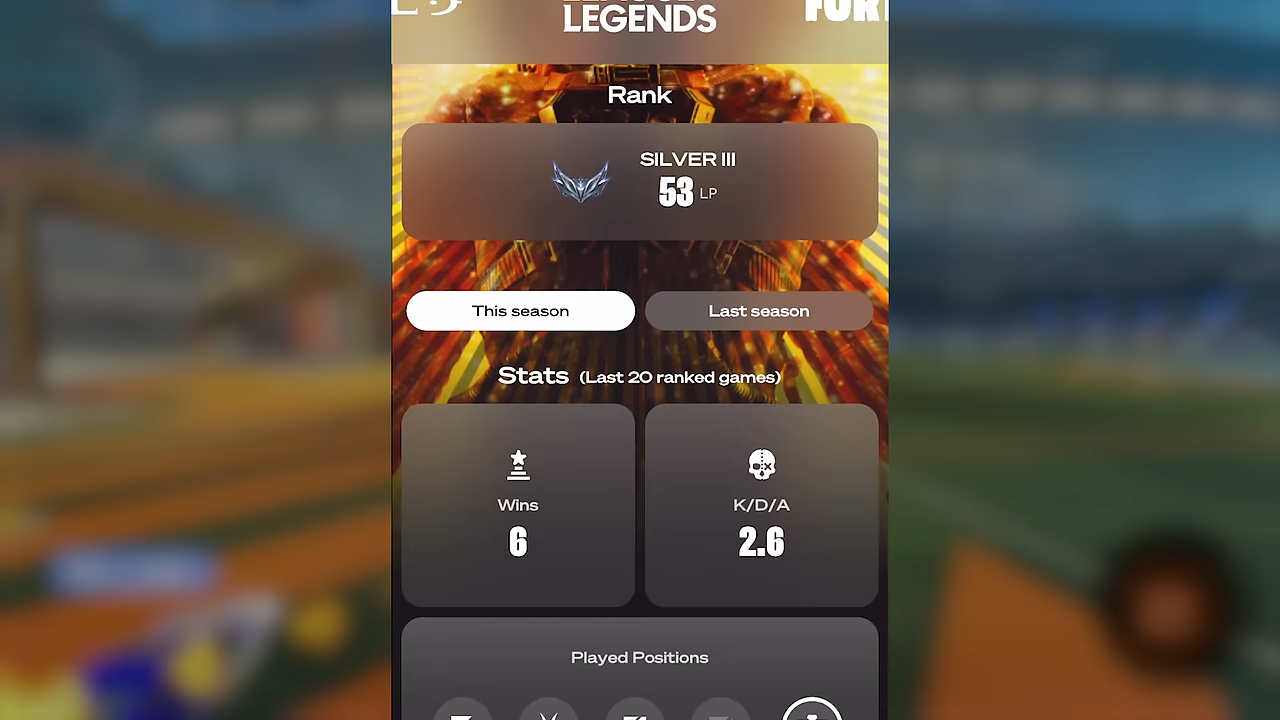 LEGENDS
Rank
SILVER III
53 LP
This season
Last season
Stats (Last 20 ranked games)
Wins
6
K/D/A
2.6
Played Positions